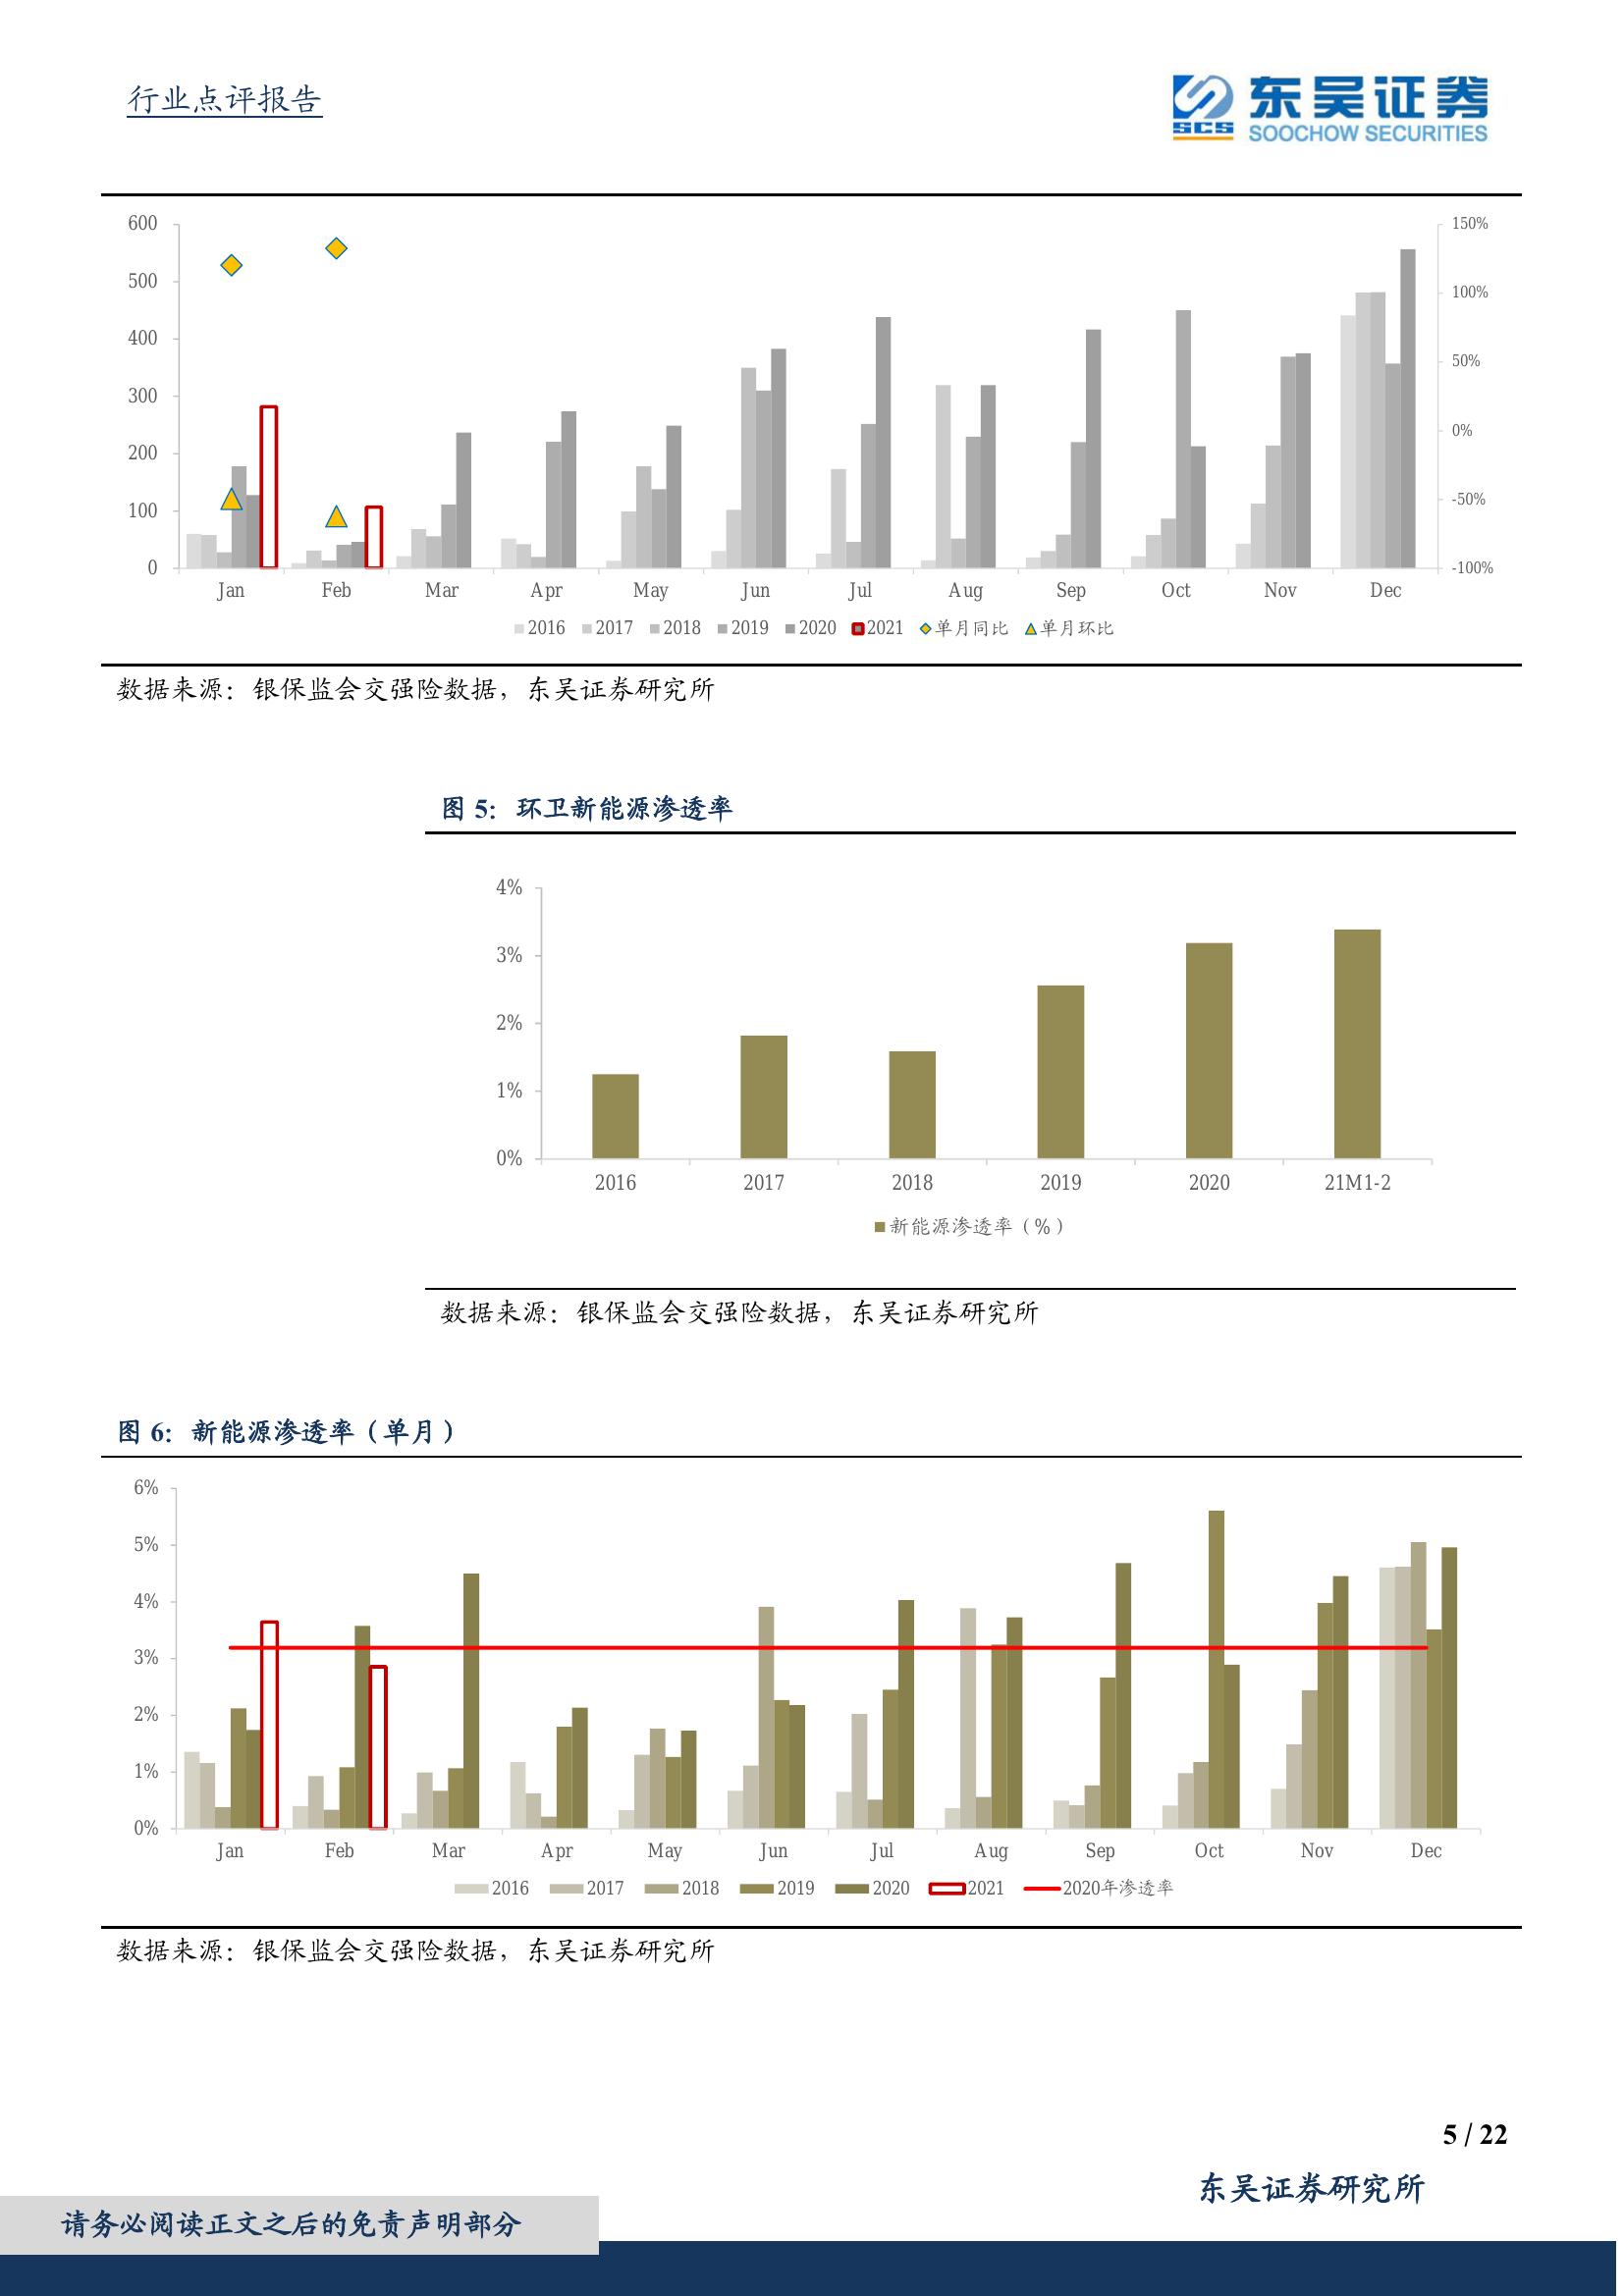 行业点评报告
SCS
东吴证券
SOOCHOW SECURITIES
600
500
400
300
200
100
0
150%
100%
50%
0%
-50%
-100%
Jan Feb Mar Apr May Jun Jul Aug Sep Oct Nov Dec
2016 2017 2018 2019 2020 2021 单月同比 单月环比
数据来源：银保监会交强险数据，东吴证券研究所
图 5：环卫新能源渗透率
4%
3%
2%
1%
0%
2016 2017 2018 2019 2020 21M1-2
新能源渗透率（%）
数据来源：银保监会交强险数据，东吴证券研究所
图 6：新能源渗透率（单月）
6%
5%
4%
3%
2%
1%
0%
Jan Feb Mar Apr May Jun Jul Aug Sep Oct Nov Dec
2016 2017 2018 2019 2020 2021 2020年渗透率
数据来源：银保监会交强险数据，东吴证券研究所
5 / 22
东吴证券研究所
请务必阅读正文之后的免责声明部分